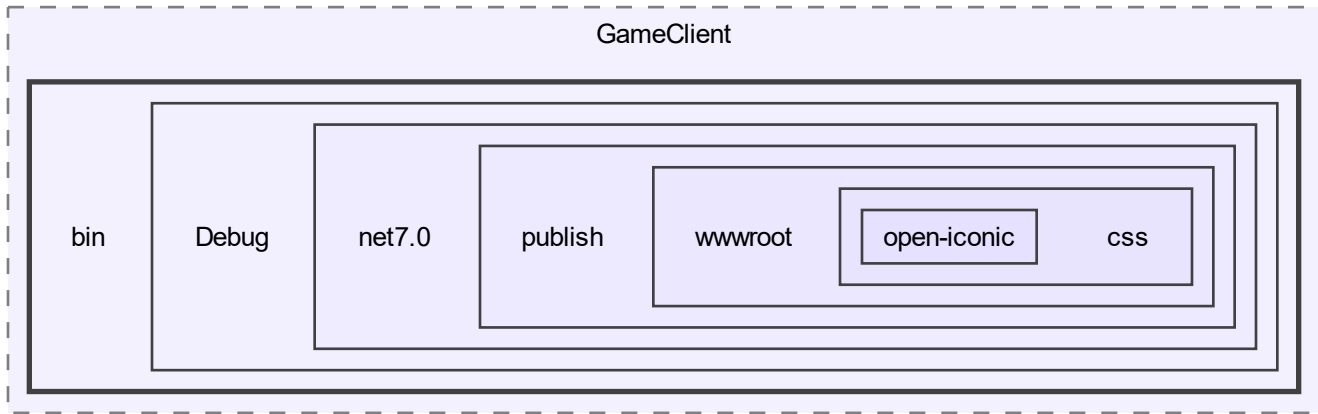 GameClient
bin
Debug
net7.0
publish
wwwroot
open-iconic
css